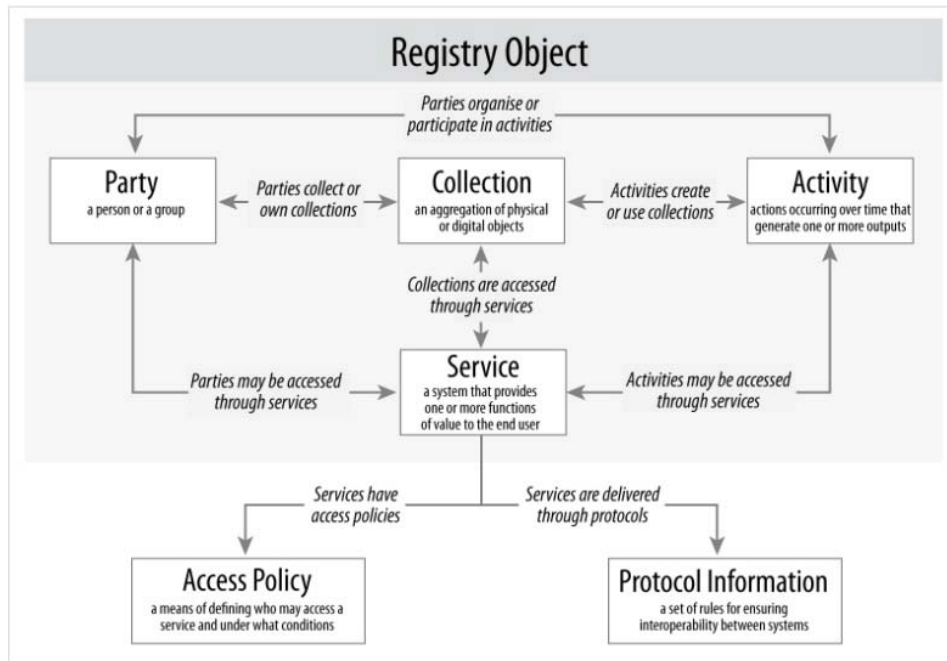 Registry Object
Parties organise or
participate in activities
Party
a person or a group
Parties collect or
own collections
Collection
an aggregation of physical
or digital objects
Activities create
or use collections
Activity
actions occurring over time that
generate one or more outputs
Collections are accessed
through services
Parties may be accessed
through services
Service
a system that provides
one or more functions
of value to the end user
Activities may be accessed
through services
Services have
access policies
Services are delivered
through protocols
Access Policy
a means of defining who may access a
service and under what conditions
Protocol Information
a set of rules for ensuring
interoperability between systems